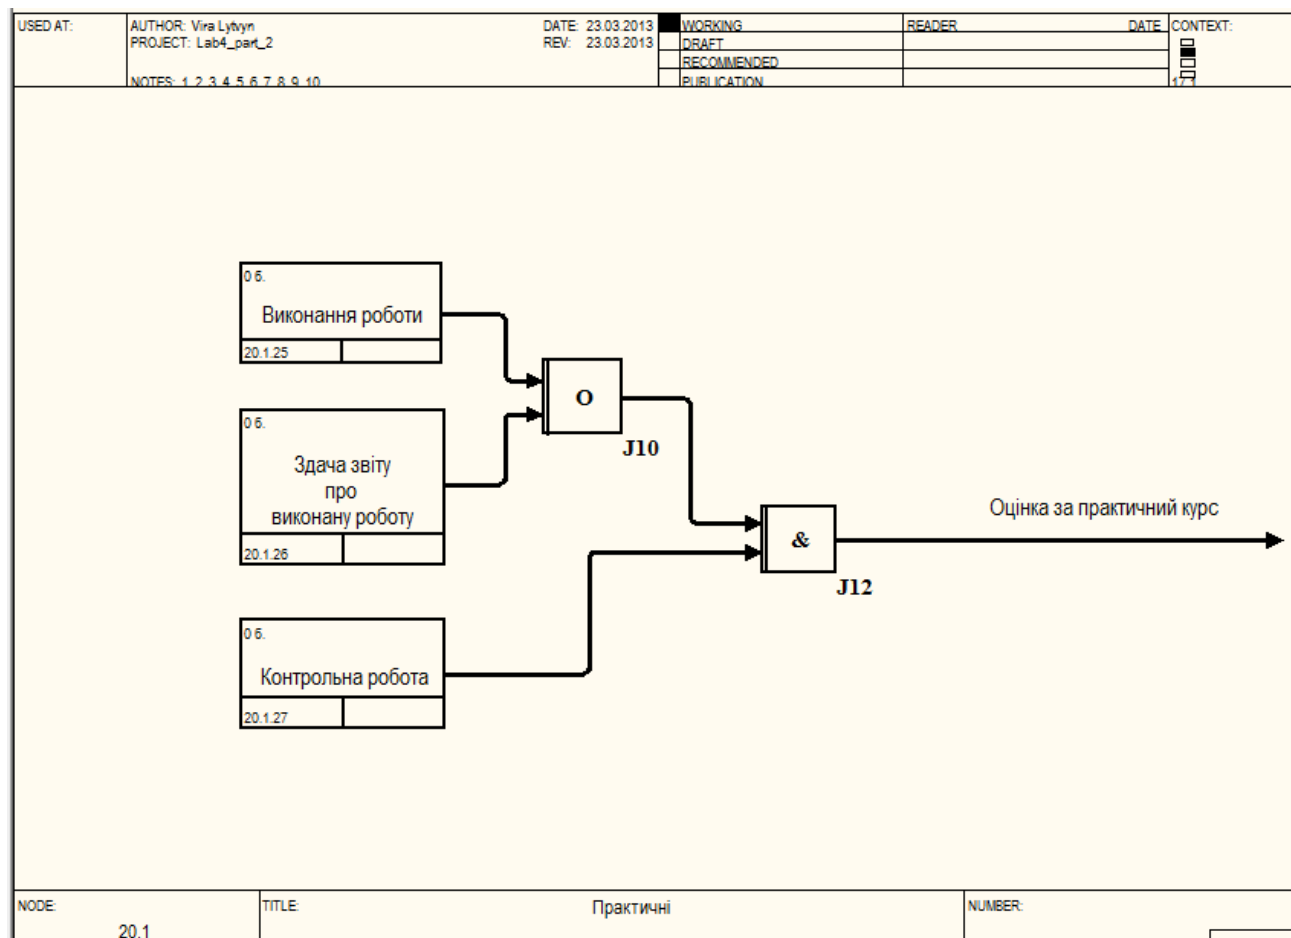 USED AT:
AUTHOR: Vira Lytvyn
DATE: 23.03.2013
WORKING
READER
DATE
CONTEXT:
PROJECT: Lab4_part_2
REV: 23.03.2013
DRAFT
RECOMMENDED
NOTES: 1 2 3 4 5 6 7 8 9 10
PUBLICATION
17.1
0 б.
Виконання роботи
20.1.25
0 б.
Здача звіту
про
виконану роботу
20.1.26
0 б.
Контрольна робота
20.1.27
O
J10
&
J12
Оцінка за практичний курс
NODE:
20.1
TITLE:
Практичні
NUMBER: